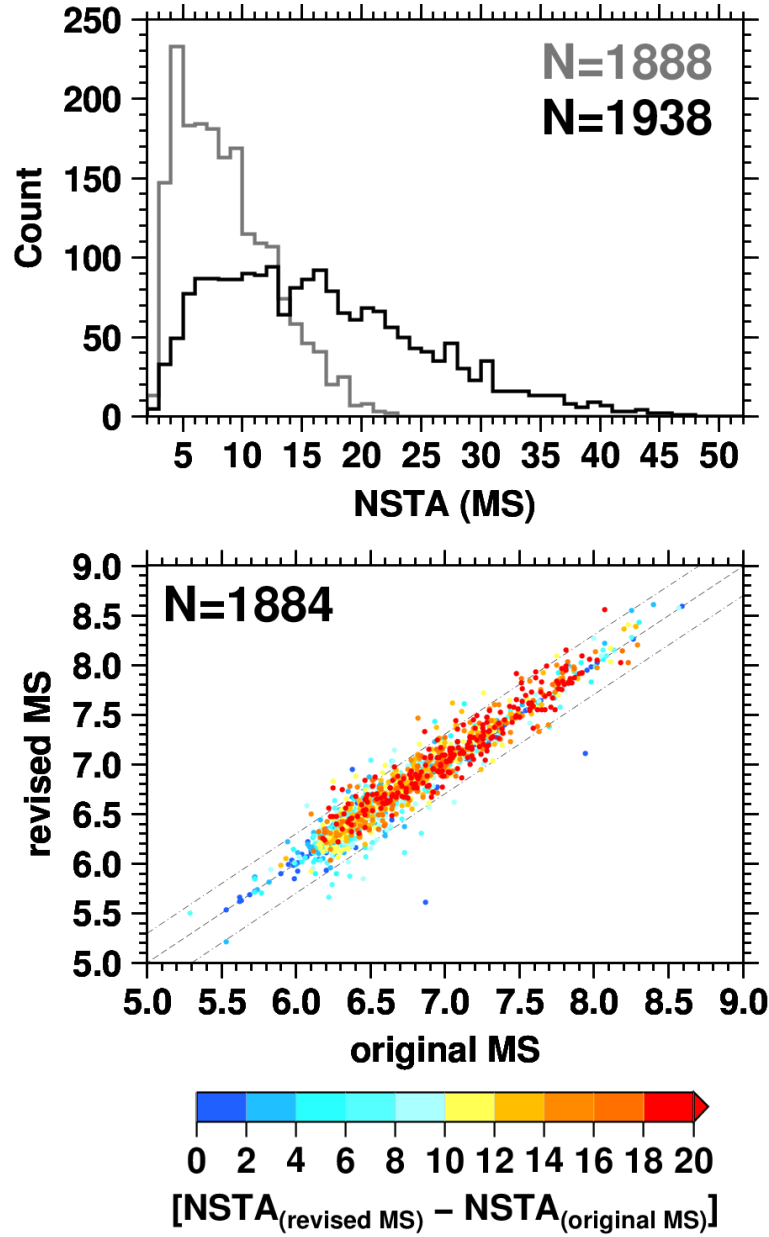 250
200
150
100
50
0
Count
N=1888
N=1938
5 10 15 20 25 30 35 40 45 50
NSTA (MS)
9.0
8.5
8.0
7.5
7.0
6.5
6.0
5.5
5.0
revised MS
N=1884
5.0 5.5 6.0 6.5 7.0 7.5 8.0 8.5 9.0
original MS
0 2 4 6 8 10 12 14 16 18 20
[NSTA(revised MS) − NSTA(original MS)]